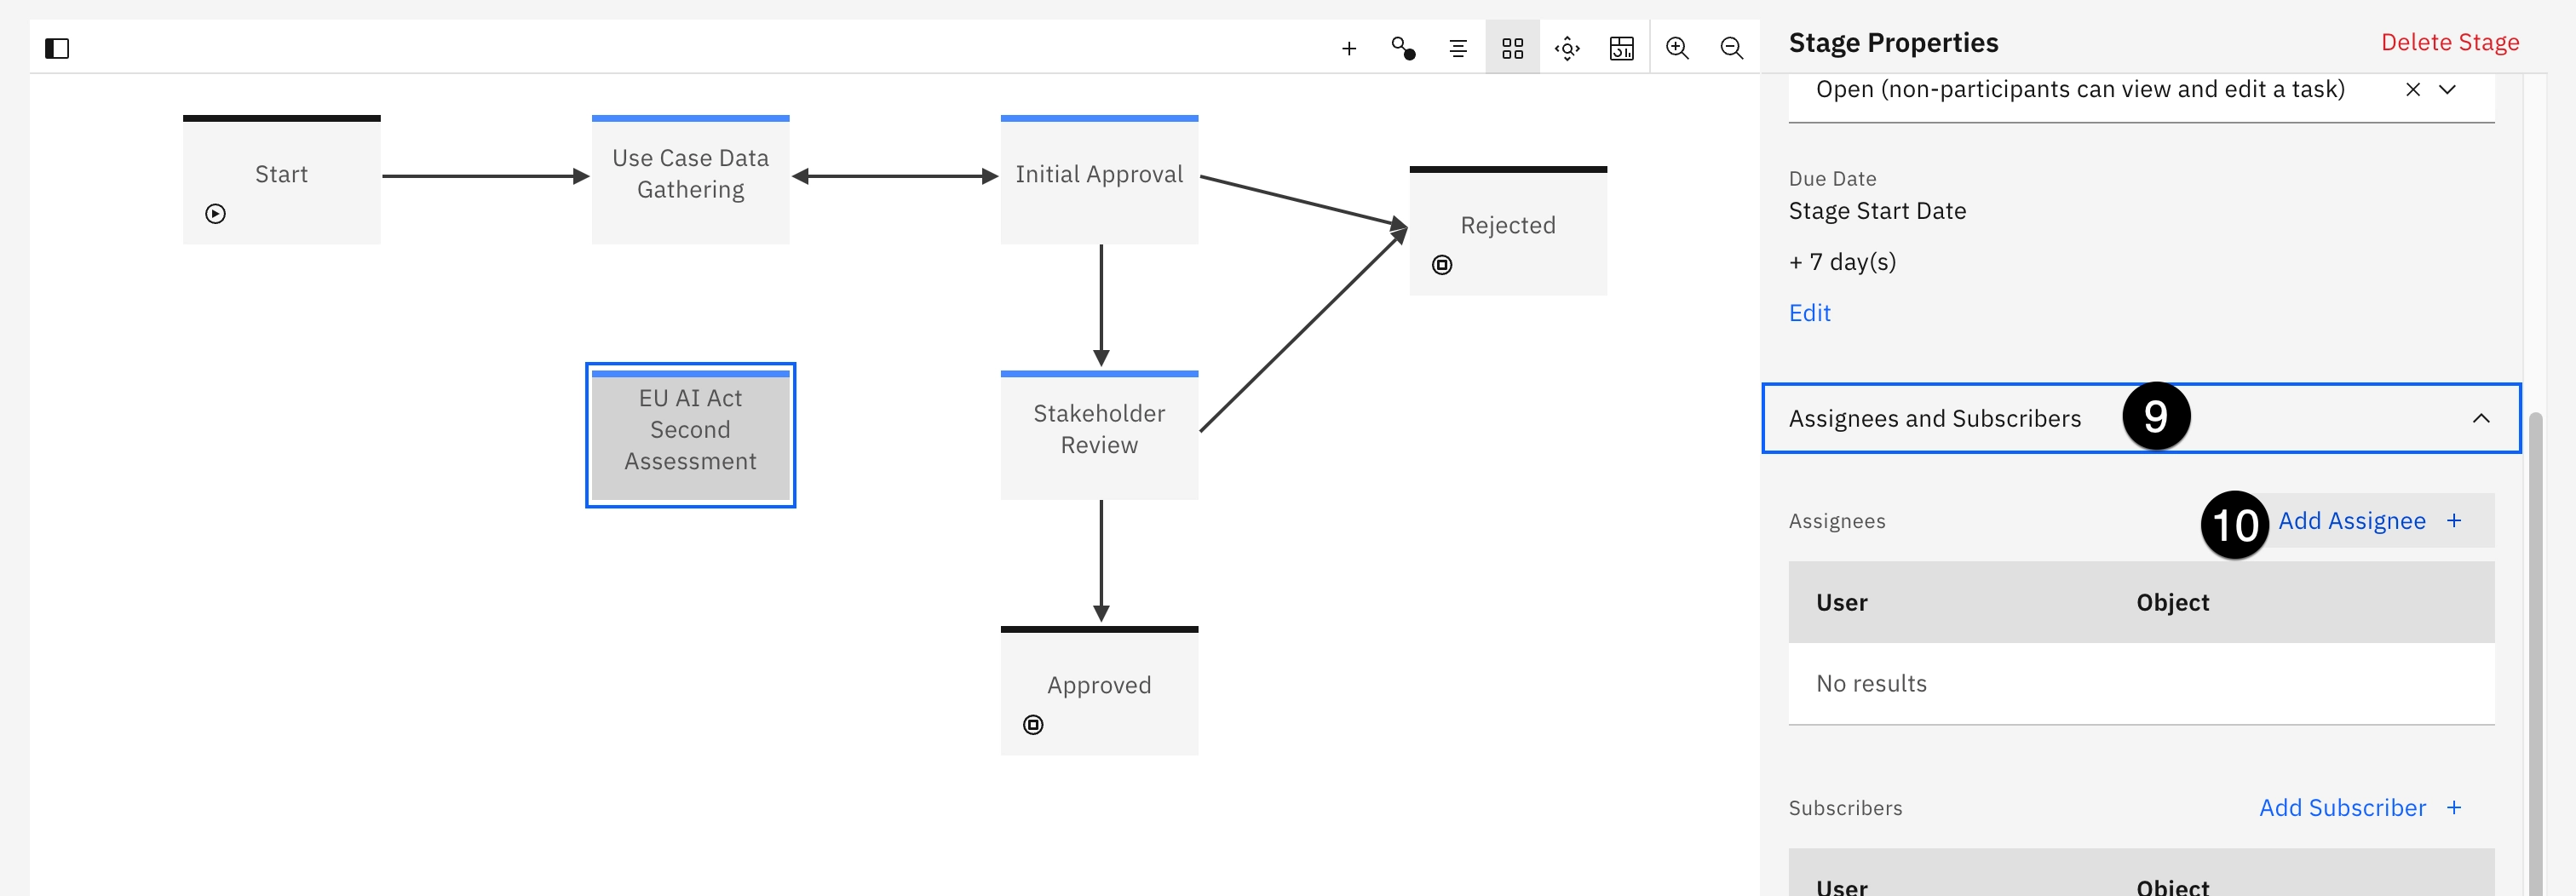 Start
Use Case Data
Gathering
Initial Approval
Rejected
EU AI Act
Second
Assessment
Stakeholder
Review
Approved
Stage Properties
Delete Stage
Open (non-participants can view and edit a task)
Due Date
Stage Start Date
+ 7 day(s)
Edit
Assignees and Subscribers
9
Assignees
10
Add Assignee +
User Object
No results
Subscribers
Add Subscriber +
User Object